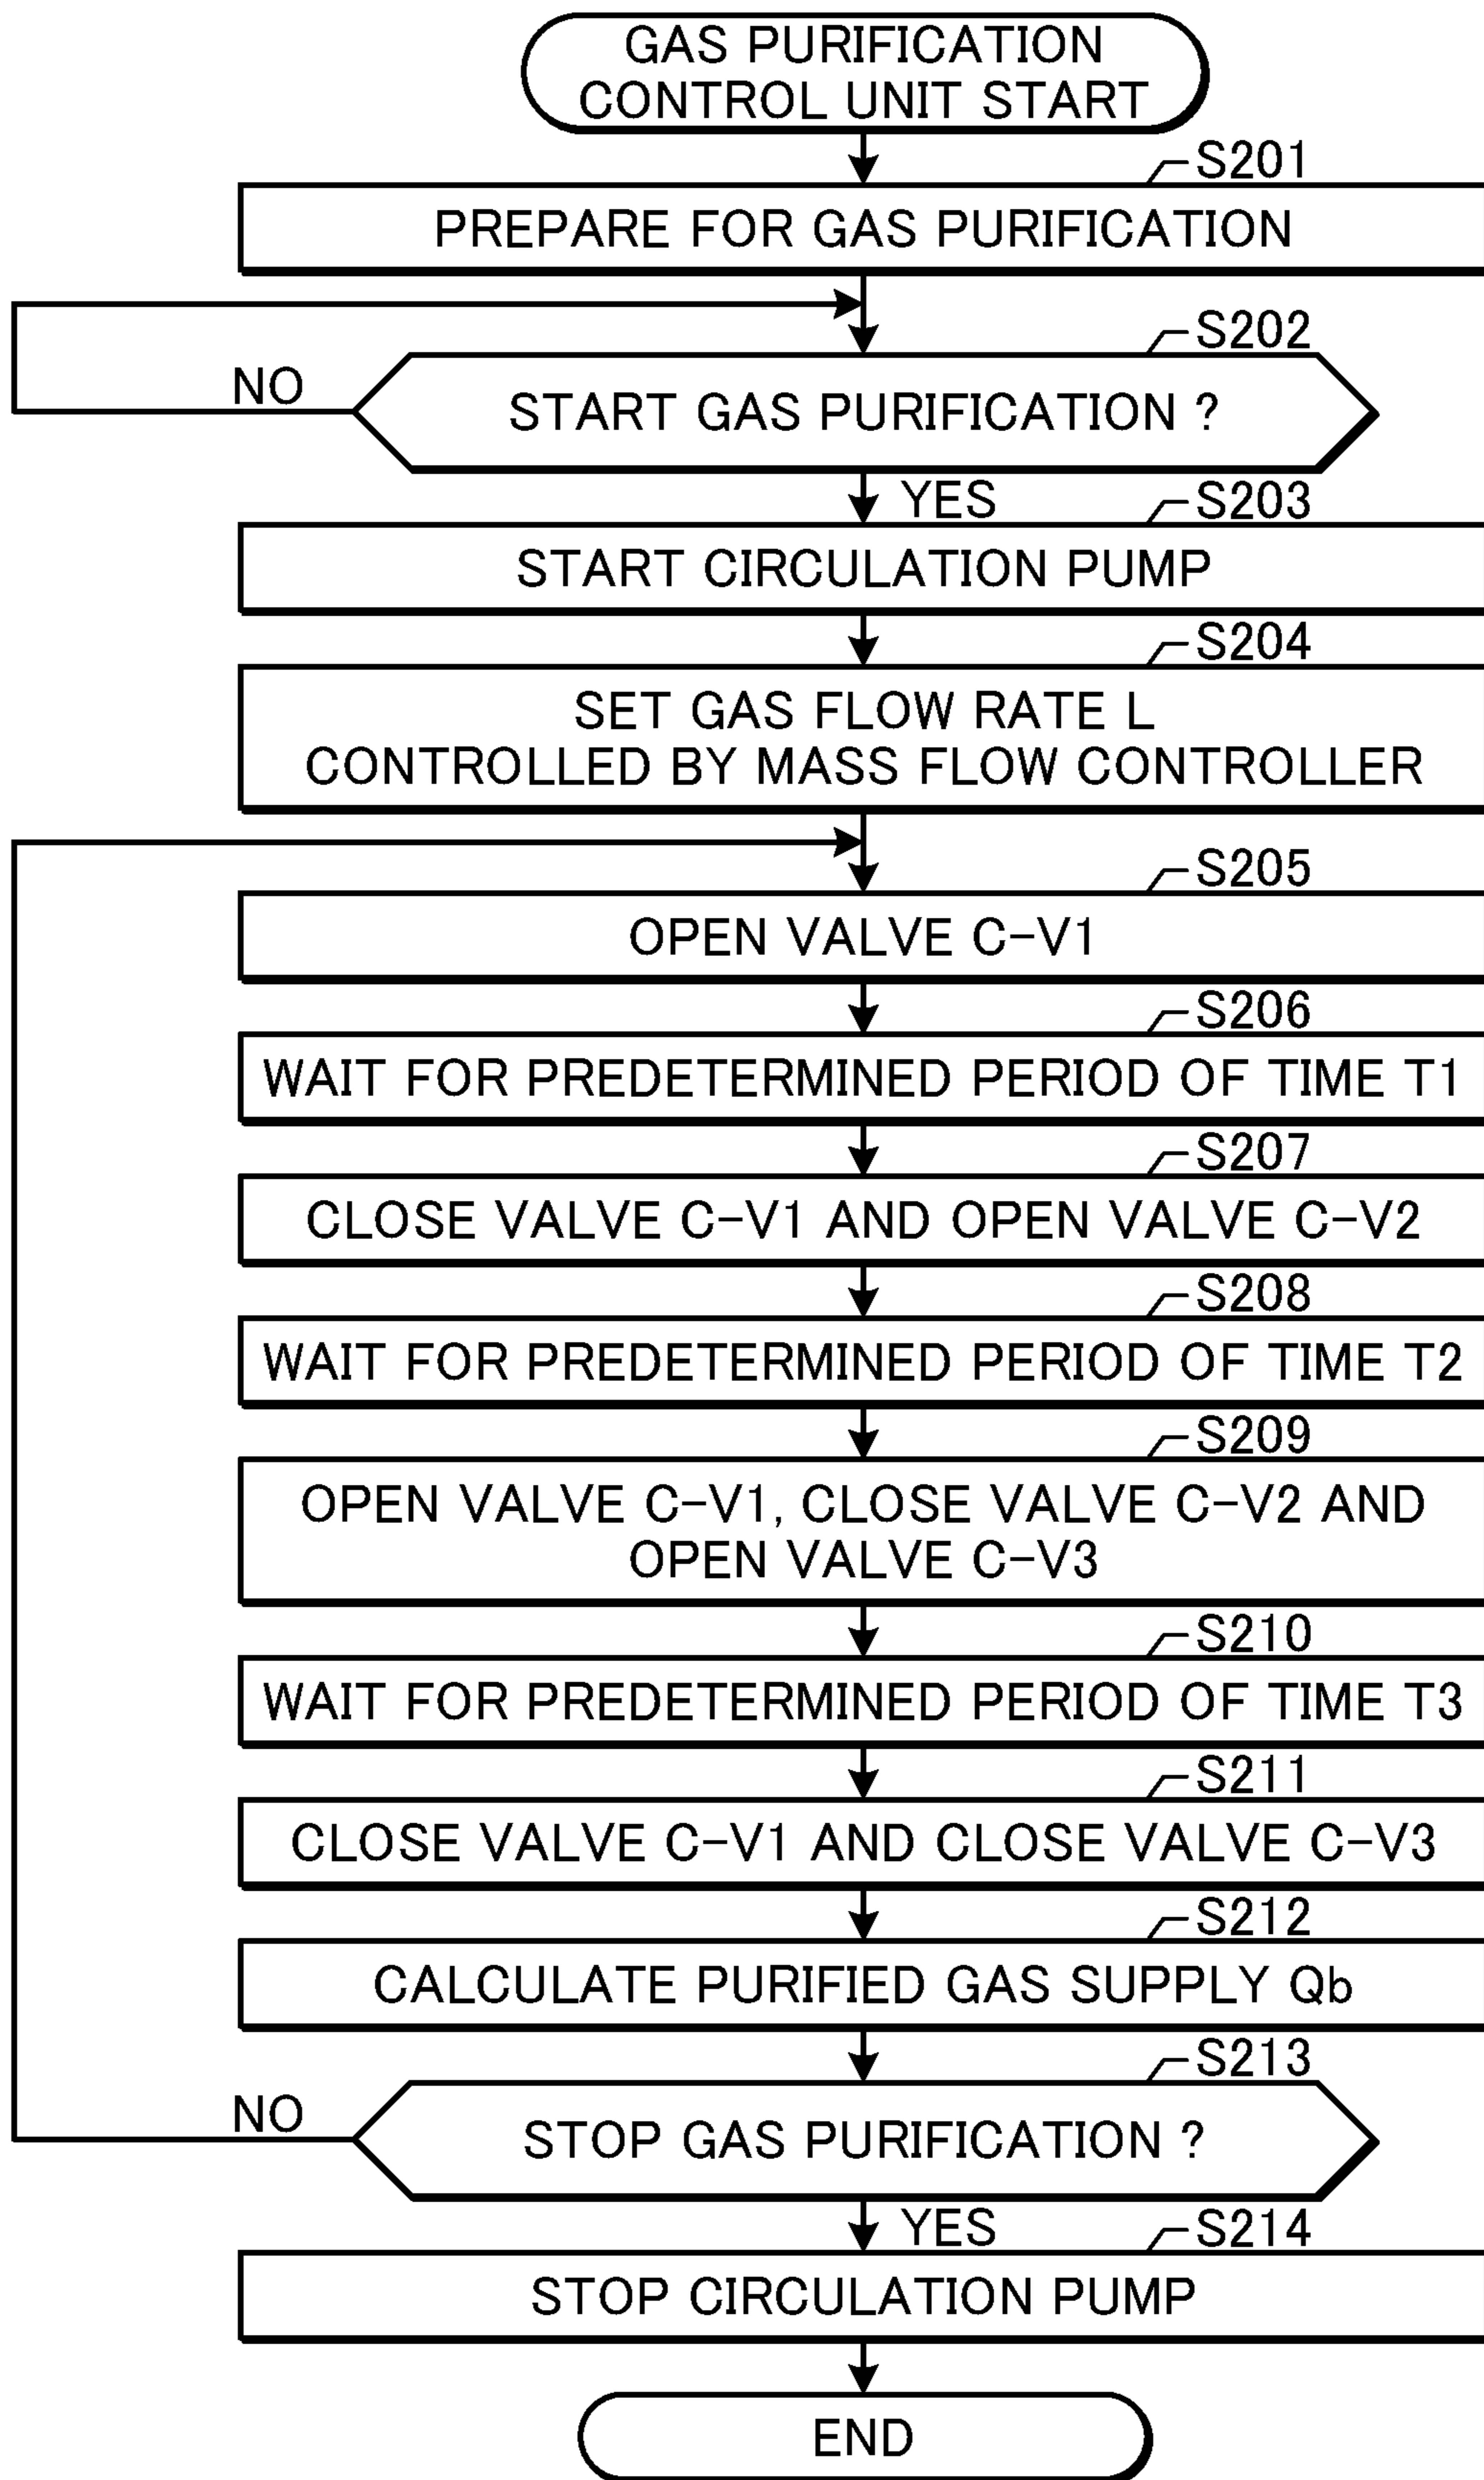 GAS PURIFICATION
CONTROL UNIT START
S201
PREPARE FOR GAS PURIFICATION
S202
NO
START GAS PURIFICATION ?
YES
S203
START CIRCULATION PUMP
S204
SET GAS FLOW RATE L
CONTROLLED BY MASS FLOW CONTROLLER
S205
OPEN VALVE C-V1
S206
WAIT FOR PREDETERMINED PERIOD OF TIME T1
S207
CLOSE VALVE C-V1 AND OPEN VALVE C-V2
S208
WAIT FOR PREDETERMINED PERIOD OF TIME T2
S209
OPEN VALVE C-V1, CLOSE VALVE C-V2 AND
OPEN VALVE C-V3
S210
WAIT FOR PREDETERMINED PERIOD OF TIME T3
S211
CLOSE VALVE C-V1 AND CLOSE VALVE C-V3
S212
CALCULATE PURIFIED GAS SUPPLY Qb
S213
NO
STOP GAS PURIFICATION ?
YES
S214
STOP CIRCULATION PUMP
END